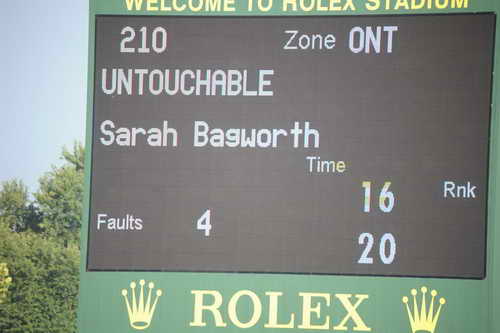 WELCOME TO ROLEX STADIUM
210 Zone ONT
UNTOUCHABLE
Sarah Bagworth
Time
16 Rnk
Faults 4
20
ROLEX